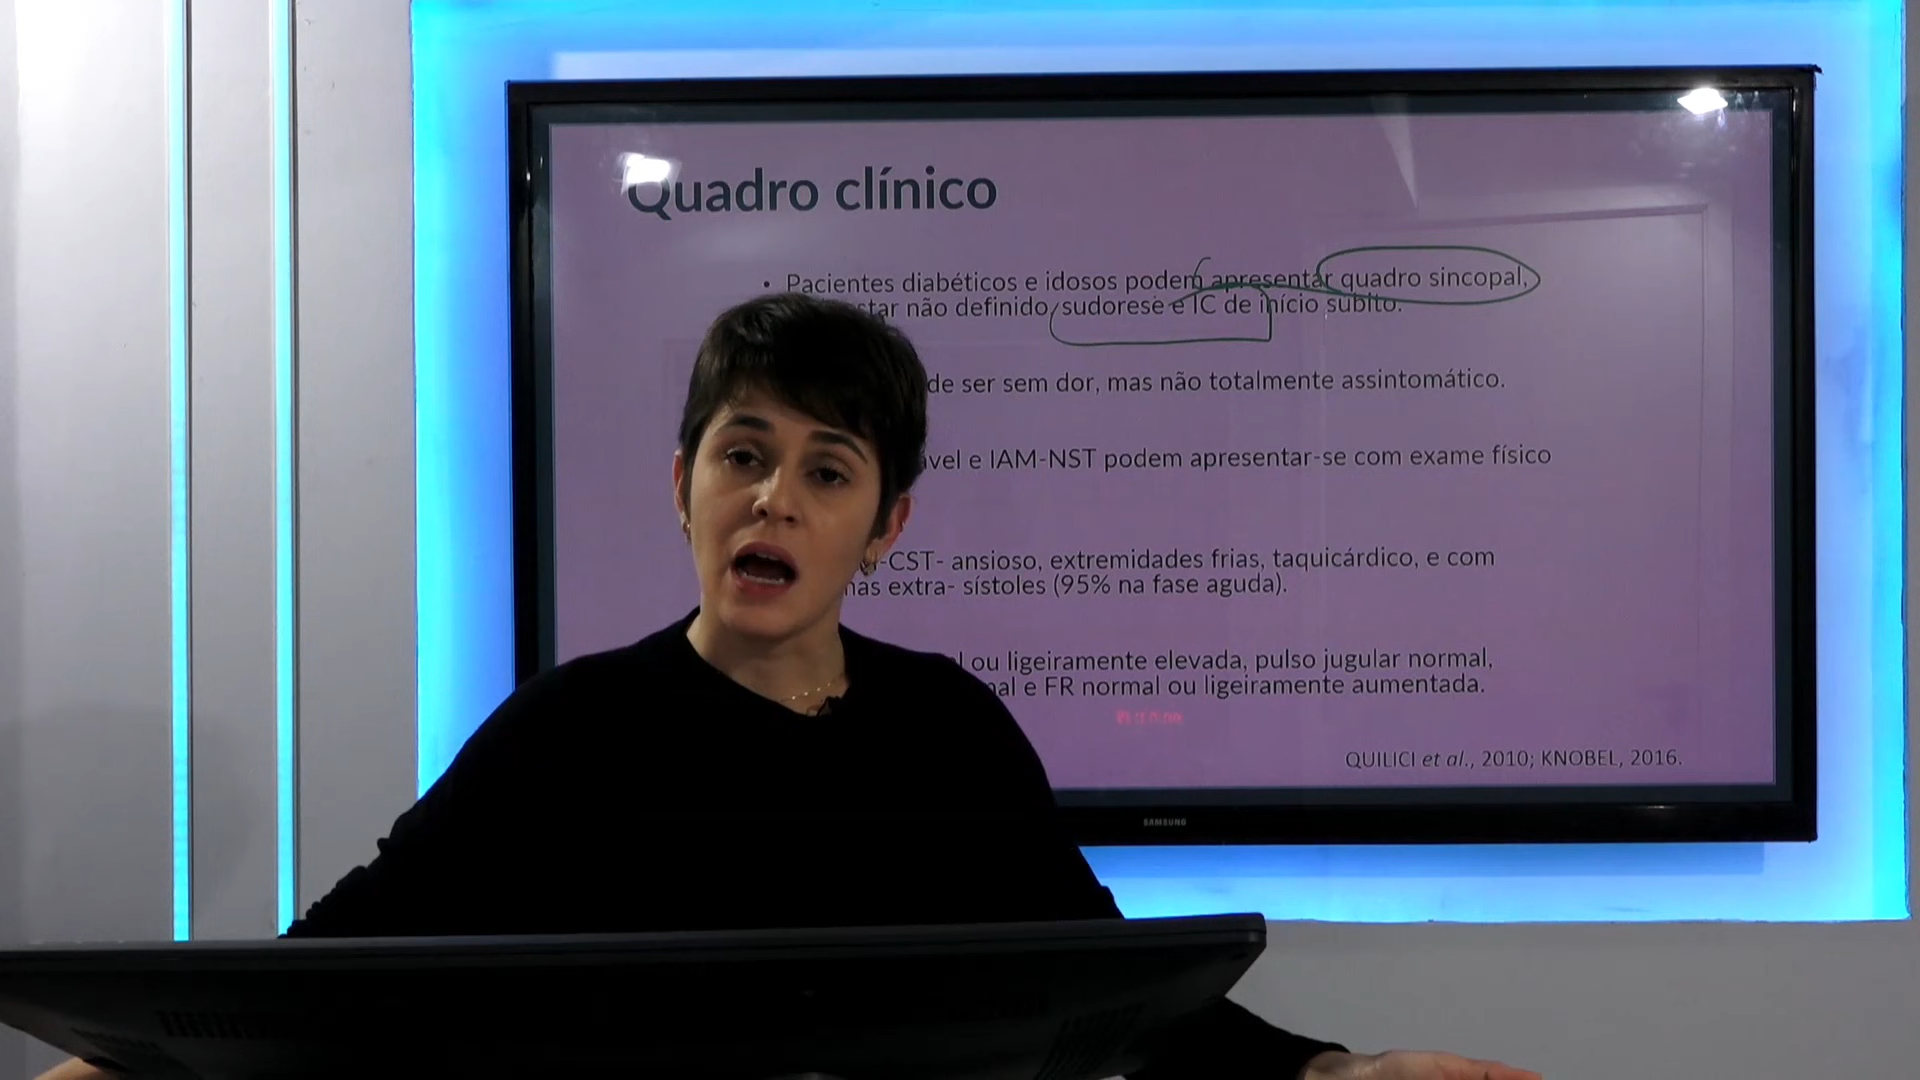 Quadro clínico
• Pacientes diabéticos e idosos podem apresentar quadro sincopal,
star não definido, sudorese e IC de início súbito.
de ser sem dor, mas não totalmente assintomático.
ável e IAM-NST podem apresentar-se com exame físico
-CST- ansioso, extremidades frias, taquicárdico, e com
mas extra- sístoles (95% na fase aguda).
l ou ligeiramente elevada, pulso jugular normal,
nal e FR normal ou ligeiramente aumentada.
QUILICI et al., 2010; KNOBEL, 2016.
SAMSUNG